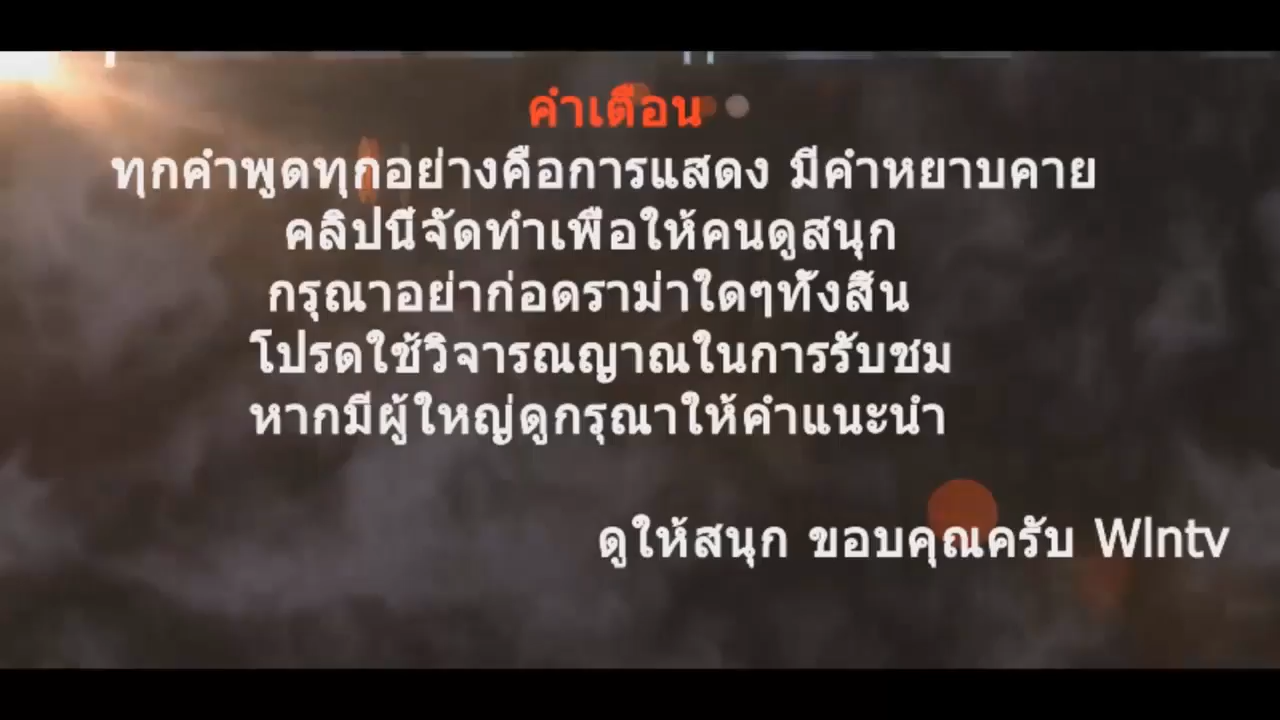 คำเตือน
ทุกคำพูดทุกอย่างคือการแสดง มีคำหยาบคาย
คลิปนี้จัดทำเพื่อให้คนดูสนุก
กรุณาอย่าก่อดราม่าใดๆทั้งสิ้น
โปรดใช้วิจารณญาณในการรับชม
หากมีผู้ใหญ่ดูกรุณาให้คำแนะนำ
ดูให้สนุก ขอบคุณครับ Wlntv